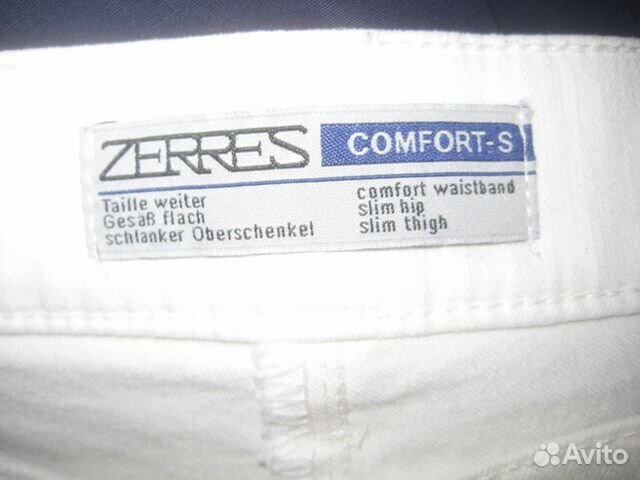 ZERRES COMFORT-S
Taille weiter
Gesäß flach
schlanker Oberschenkel
comfort waistband
slim hip
slim thigh
Avito